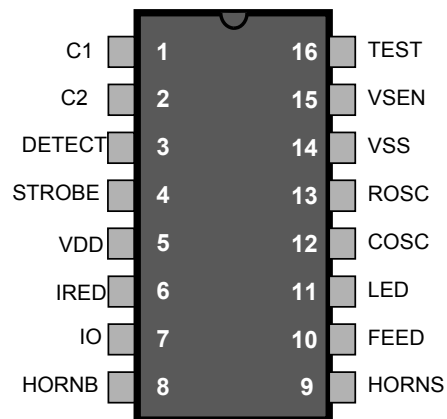 C1 1 16 TEST
C2 2 15 VSEN
DETECT 3 14 VSS
STROBE 4 13 ROSC
VDD 5 12 COSC
IRED 6 11 LED
IO 7 10 FEED
HORNB 8 9 HORNS